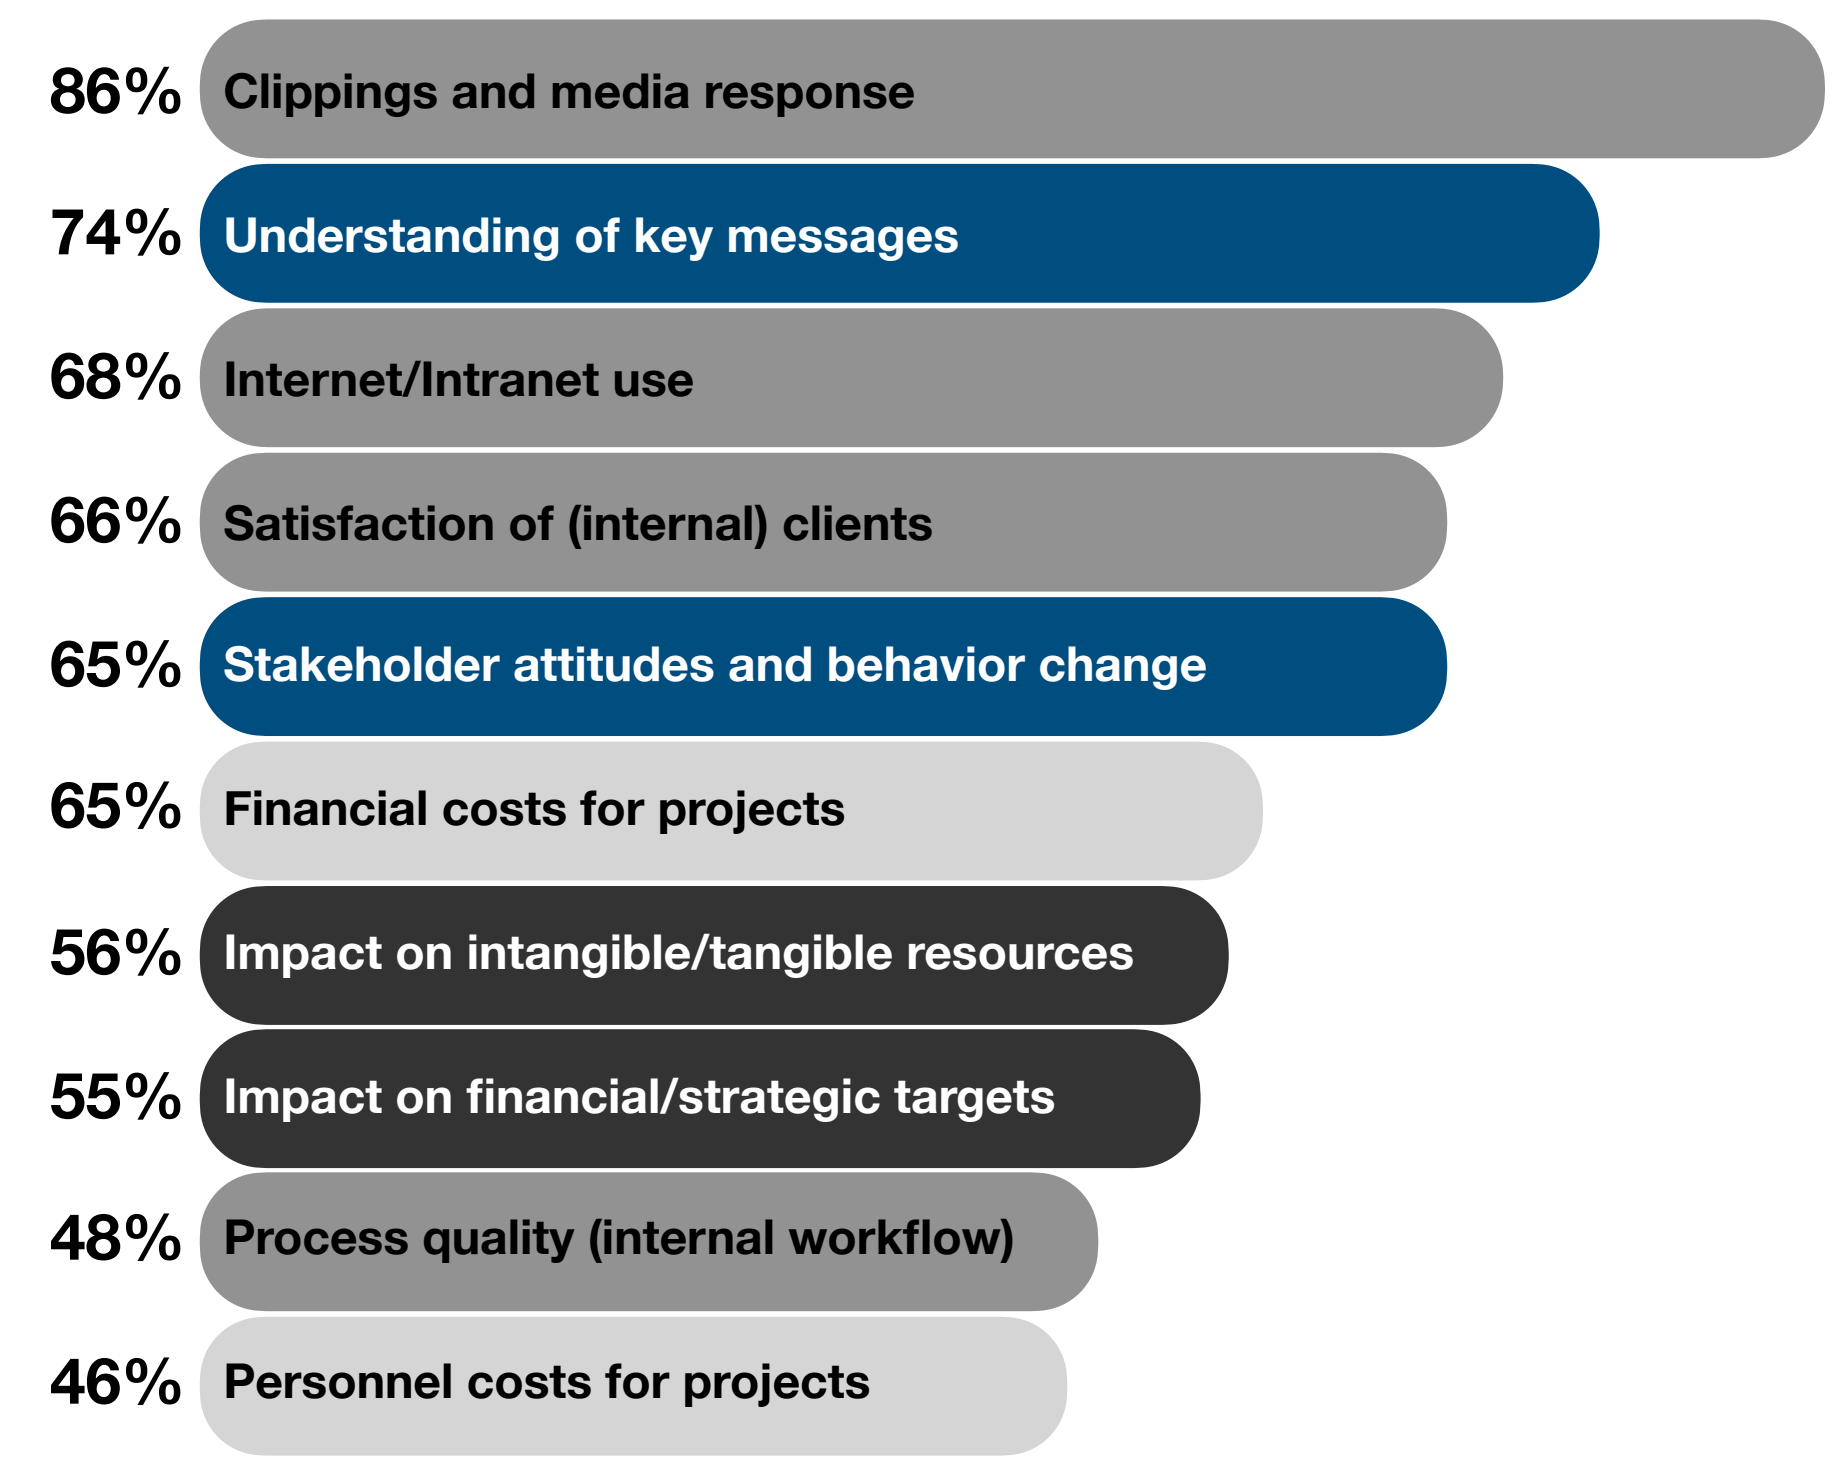 86% Clippings and media response
74% Understanding of key messages
68% Internet/Intranet use
66% Satisfaction of (internal) clients
65% Stakeholder attitudes and behavior change
65% Financial costs for projects
56% Impact on intangible/tangible resources
55% Impact on financial/strategic targets
48% Process quality (internal workflow)
46% Personnel costs for projects